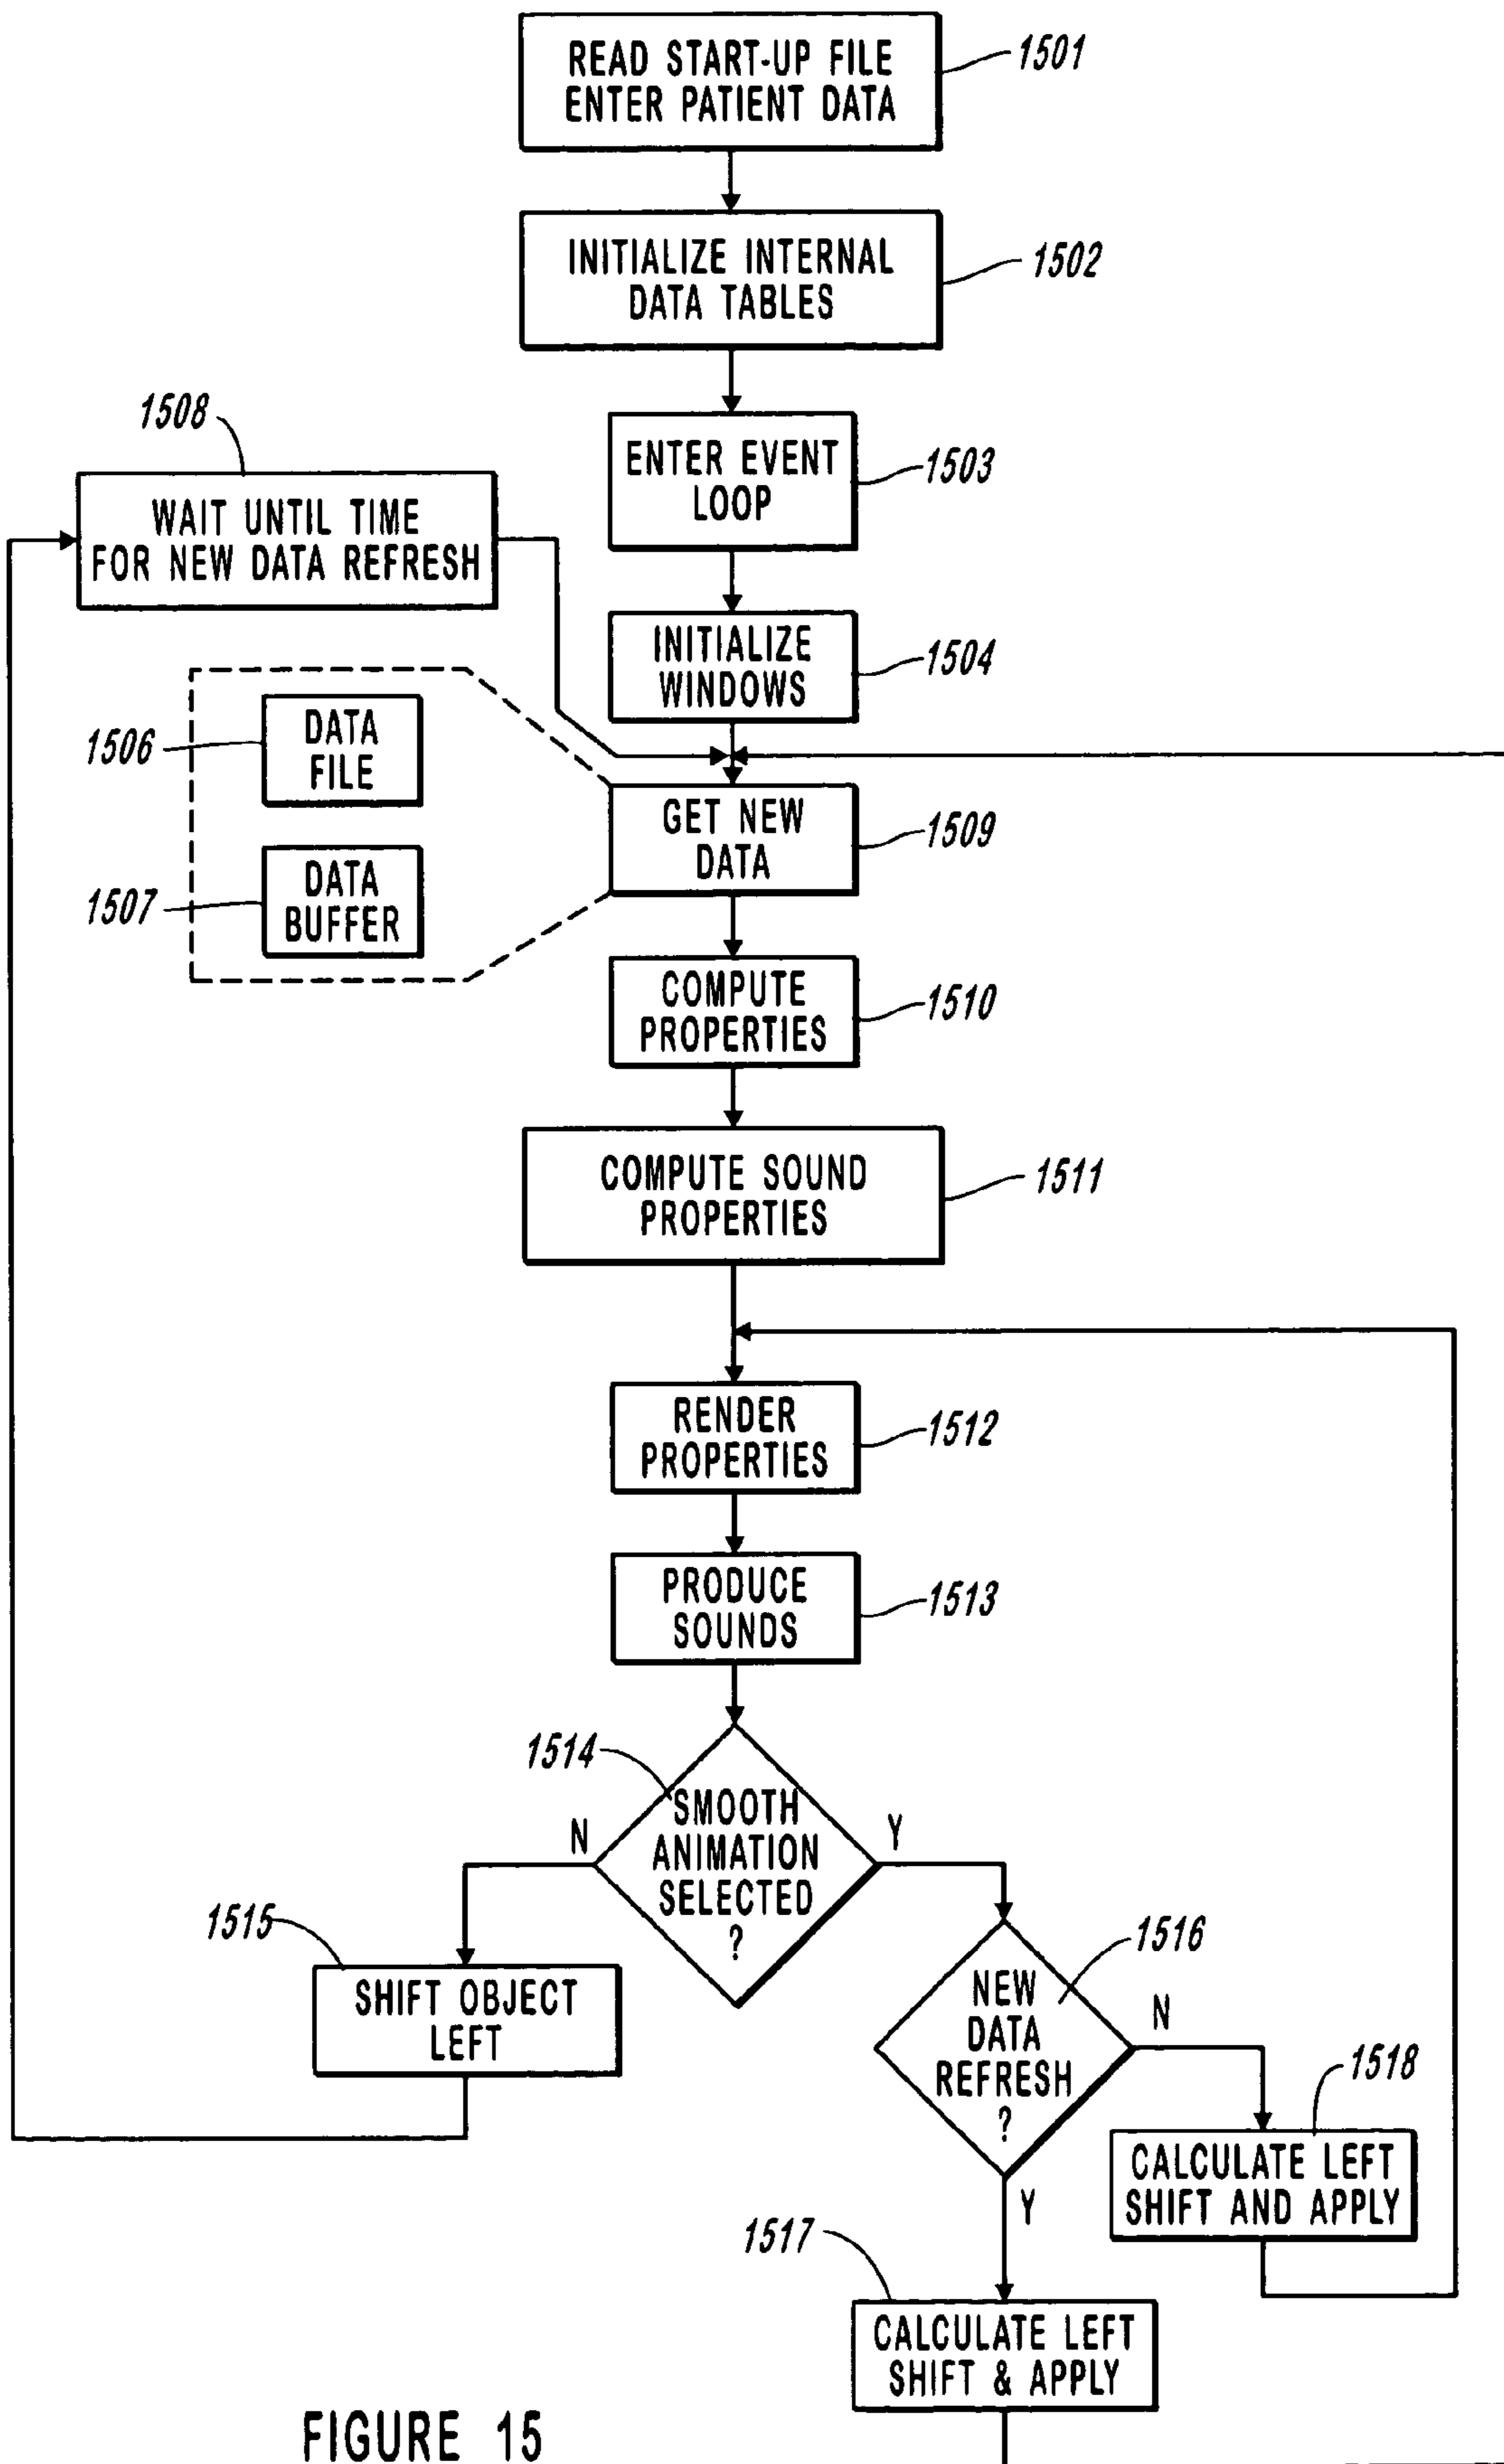 READ START-UP FILE
ENTER PATIENT DATA
1501
INITIALIZE INTERNAL
DATA TABLES
1502
1508
WAIT UNTIL TIME
FOR NEW DATA REFRESH
ENTER EVENT
LOOP
1503
INITIALIZE
WINDOWS
1504
1506
DATA
FILE
1507
DATA
BUFFER
GET NEW
DATA
1509
COMPUTE
PROPERTIES
1510
COMPUTE SOUND
PROPERTIES
1511
RENDER
PROPERTIES
1512
PRODUCE
SOUNDS
1513
1514
SMOOTH
ANIMATION
SELECTED
?
N
Y
1515
SHIFT OBJECT
LEFT
1516
NEW
DATA
REFRESH
?
N
Y
1518
CALCULATE LEFT
SHIFT AND APPLY
1517
CALCULATE LEFT
SHIFT & APPLY
FIGURE 15